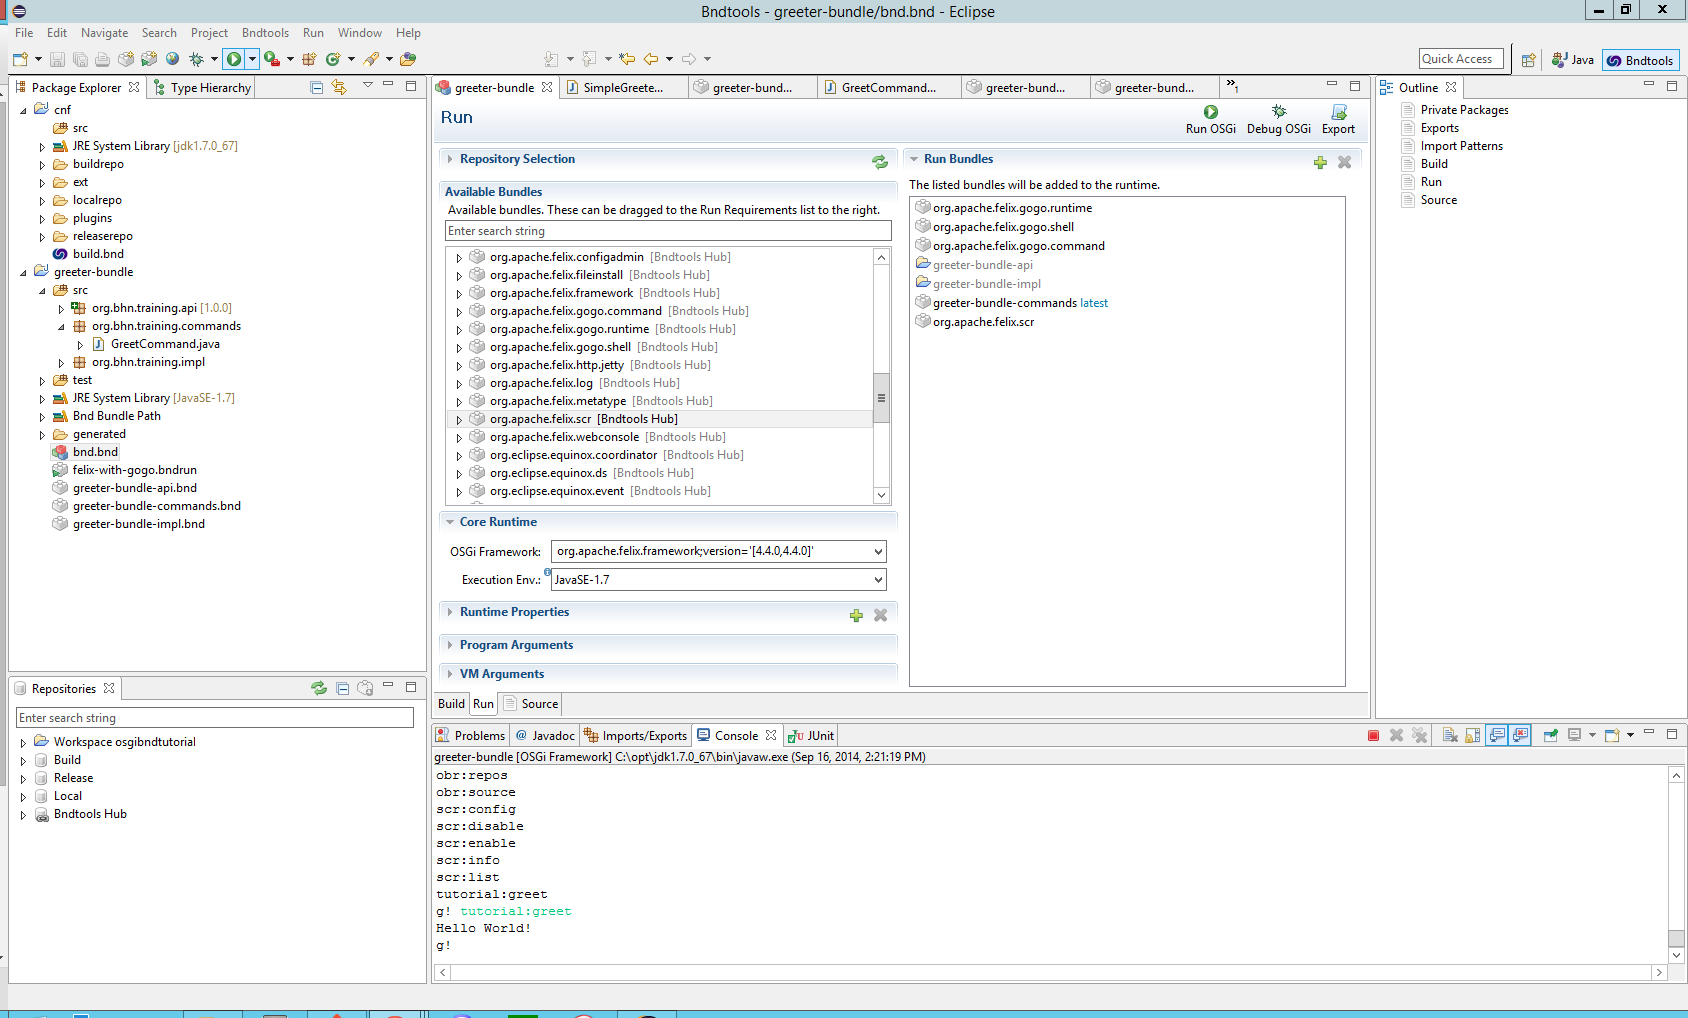 Bndtools - greeter-bundle/bnd.bnd - Eclipse
File Edit Navigate Search Project Bndtools Run Window Help
Quick Access
Java
Bndtools
Package Explorer
Type Hierarchy
cnf
src
JRE System Library [jdk1.7.0_67]
buildrepo
ext
localrepo
plugins
releaserepo
build.bnd
greeter-bundle
src
org.bhn.training.api [1.0.0]
org.bhn.training.commands
GreetCommand.java
org.bhn.training.impl
test
JRE System Library [JavaSE-1.7]
Bnd Bundle Path
generated
bnd.bnd
felix-with-gogo.bndrun
greeter-bundle-api.bnd
greeter-bundle-commands.bnd
greeter-bundle-impl.bnd
Repositories
Enter search string
Workspace osgibndtutorial
Build
Release
Local
Bndtools Hub
greeter-bundle
SimpleGreete...
greeter-bund...
GreetCommand...
greeter-bund...
greeter-bund...
»1
Run
Run OSGi
Debug OSGi
Export
Repository Selection
Available Bundles
Available bundles. These can be dragged to the Run Requirements list to the right.
Enter search string
org.apache.felix.configadmin [Bndtools Hub]
org.apache.felix.fileinstall [Bndtools Hub]
org.apache.felix.framework [Bndtools Hub]
org.apache.felix.gogo.command [Bndtools Hub]
org.apache.felix.gogo.runtime [Bndtools Hub]
org.apache.felix.gogo.shell [Bndtools Hub]
org.apache.felix.http.jetty [Bndtools Hub]
org.apache.felix.log [Bndtools Hub]
org.apache.felix.metatype [Bndtools Hub]
org.apache.felix.scr [Bndtools Hub]
org.apache.felix.webconsole [Bndtools Hub]
org.eclipse.equinox.coordinator [Bndtools Hub]
org.eclipse.equinox.ds [Bndtools Hub]
org.eclipse.equinox.event [Bndtools Hub]
Core Runtime
OSGi Framework: org.apache.felix.framework;version='[4.4.0,4.4.0]'
Execution Env.: JavaSE-1.7
Runtime Properties
Program Arguments
VM Arguments
Run Bundles
The listed bundles will be added to the runtime.
org.apache.felix.gogo.runtime
org.apache.felix.gogo.shell
org.apache.felix.gogo.command
greeter-bundle-api
greeter-bundle-impl
greeter-bundle-commands latest
org.apache.felix.scr
Build Run Source
Outline
Private Packages
Exports
Import Patterns
Build
Run
Source
Problems
@ Javadoc
Imports/Exports
Console
JUnit
greeter-bundle [OSGi Framework] C:\opt\jdk1.7.0_67\bin\javaw.exe (Sep 16, 2014, 2:21:19 PM)
obr:repos
obr:source
scr:config
scr:disable
scr:enable
scr:info
scr:list
tutorial:greet
g! tutorial:greet
Hello World!
g!